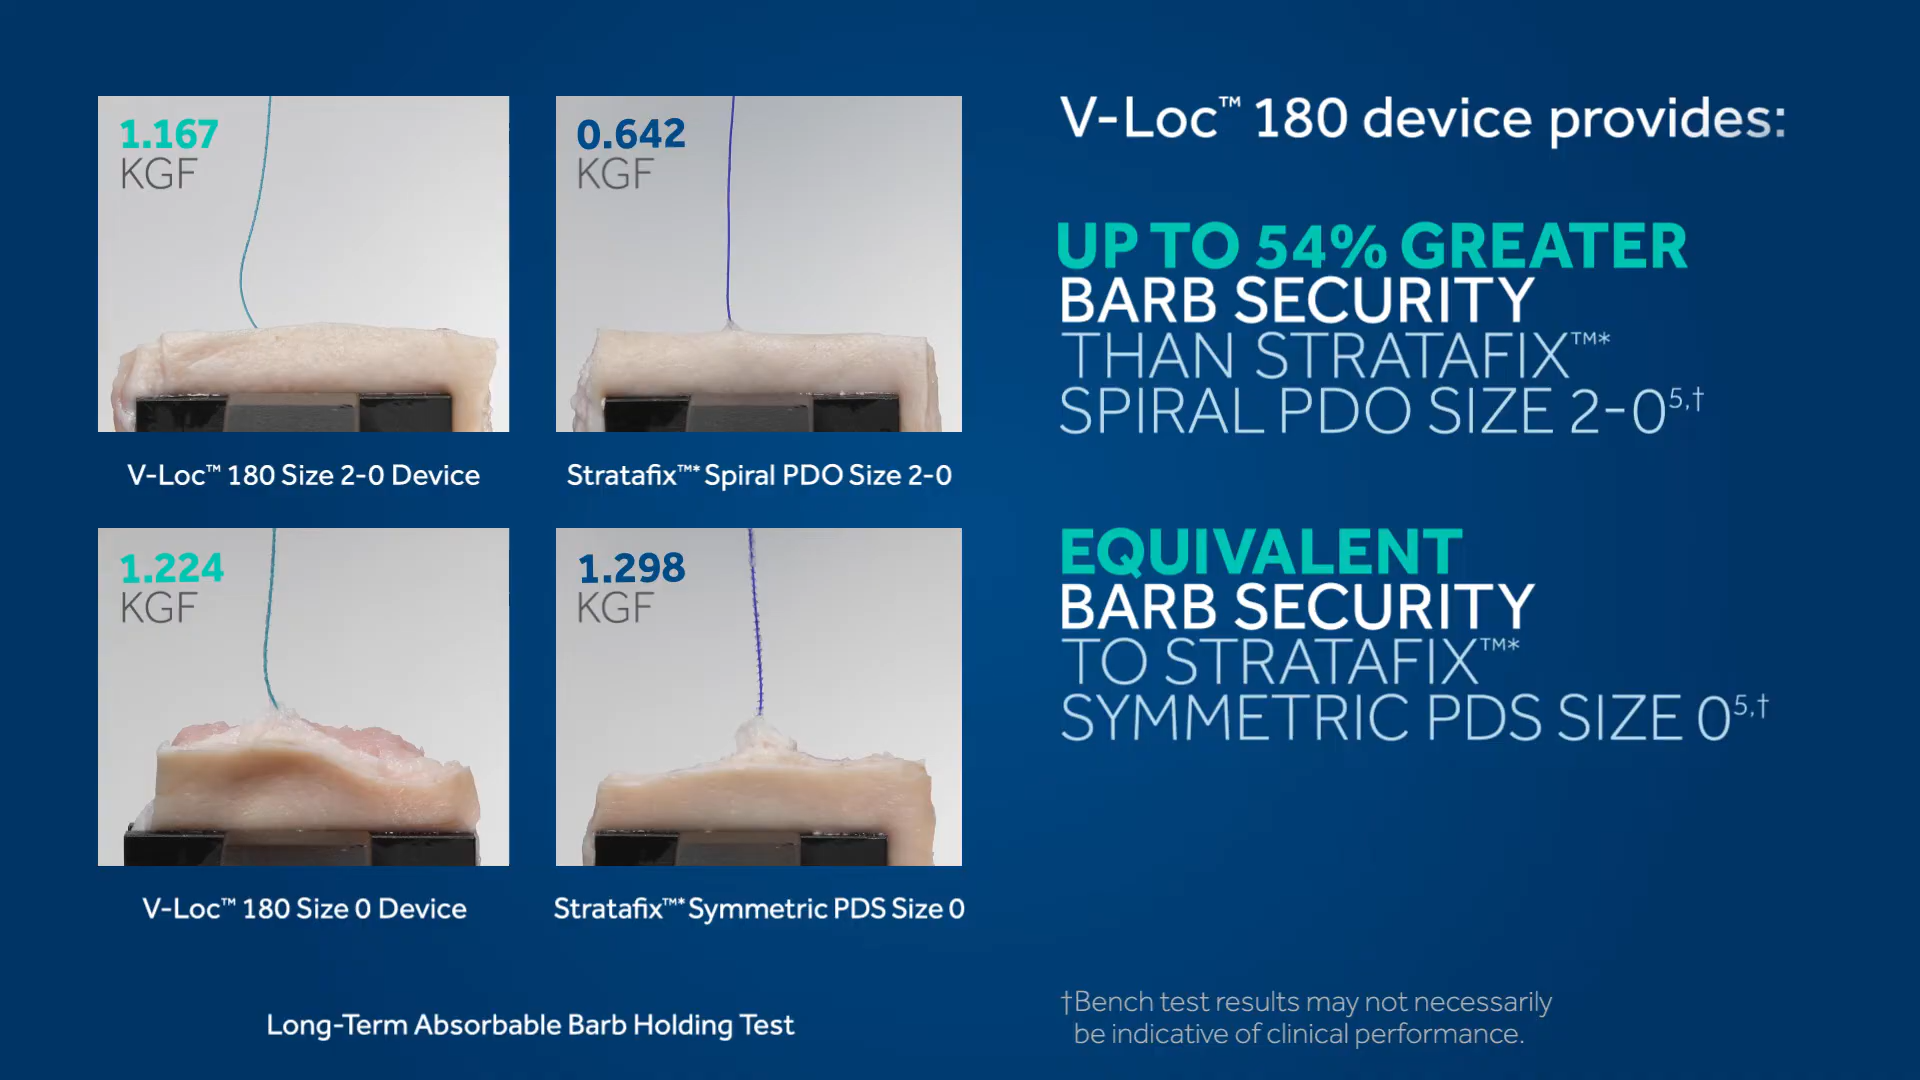 1.167
KGF
0.642
KGF
V-Loc™ 180 Size 2-0 Device
Stratafix™* Spiral PDO Size 2-0
1.224
KGF
1.298
KGF
V-Loc™ 180 Size 0 Device
Stratafix™* Symmetric PDS Size 0
Long-Term Absorbable Barb Holding Test
V-Loc™ 180 device provides:
UP TO 54% GREATER
BARB SECURITY
THAN STRATAFIX™*
SPIRAL PDO SIZE 2-0⁵,†
EQUIVALENT
BARB SECURITY
TO STRATAFIX™*
SYMMETRIC PDS SIZE 0⁵,†
†Bench test results may not necessarily
be indicative of clinical performance.